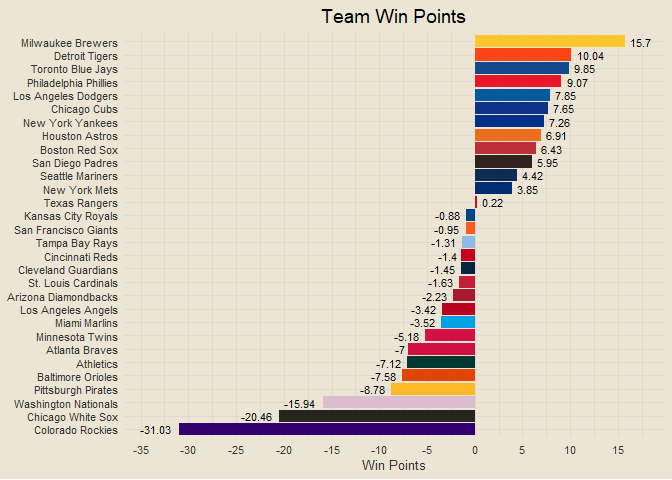 Team Win Points
Milwaukee Brewers 15.7
Detroit Tigers 10.04
Toronto Blue Jays 9.85
Philadelphia Phillies 9.07
Los Angeles Dodgers 7.85
Chicago Cubs 7.65
New York Yankees 7.26
Houston Astros 6.91
Boston Red Sox 6.43
San Diego Padres 5.95
Seattle Mariners 4.42
New York Mets 3.85
Texas Rangers 0.22
Kansas City Royals -0.88
San Francisco Giants -0.95
Tampa Bay Rays -1.31
Cincinnati Reds -1.4
Cleveland Guardians -1.45
St. Louis Cardinals -1.63
Arizona Diamondbacks -2.23
Los Angeles Angels -3.42
Miami Marlins -3.52
Minnesota Twins -5.18
Atlanta Braves -7
Athletics -7.12
Baltimore Orioles -7.58
Pittsburgh Pirates -8.78
Washington Nationals -15.94
Chicago White Sox -20.46
Colorado Rockies -31.03
-35 -30 -25 -20 -15 -10 -5 0 5 10 15
Win Points